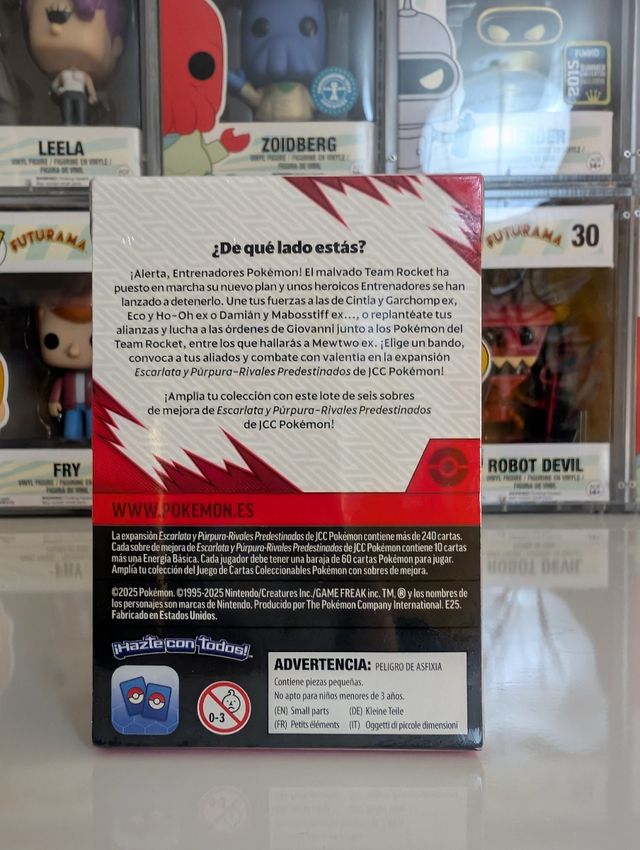 LEELA
ZOIDBERG
2015
FUTURAMA
FUTURAMA 30
FRY
ROBOT DEVIL
¿De qué lado estás?
¡Alerta, Entrenadores Pokémon! El malvado Team Rocket ha
puesto en marcha su nuevo plan y unos heroicos Entrenadores se han
lanzado a detenerlo. Une tus fuerzas a las de Cintia y Garchomp ex,
Eco y Ho-Oh ex o Damián y Mabosstiff ex..., o replantéate tus
alianzas y lucha a las órdenes de Giovanni junto a los Pokémon del
Team Rocket, entre los que hallarás a Mewtwo ex. ¡Elige un bando,
convoca a tus aliados y combate con valentía en la expansión
Escarlata y Púrpura-Rivales Predestinados de JCC Pokémon!
¡Amplía tu colección con este lote de seis sobres
de mejora de Escarlata y Púrpura-Rivales Predestinados
de JCC Pokémon!
WWW.POKEMON.ES
La expansión Escarlata y Púrpura-Rivales Predestinados de JCC Pokémon contiene más de 240 cartas.
Cada sobre de mejora de Escarlata y Púrpura-Rivales Predestinados de JCC Pokémon contiene 10 cartas
más una Energía Básica. Cada jugador debe tener una baraja de 60 cartas Pokémon para jugar.
Amplía tu colección del Juego de Cartas Coleccionables Pokémon con sobres de mejora.
©2025 Pokémon. ©1995-2025 Nintendo/Creatures Inc./GAME FREAK inc. TM, ® y los nombres de
los personajes son marcas de Nintendo. Producido por The Pokémon Company International. E25.
Fabricado en Estados Unidos.
¡Hazte con Todos!
0-3
ADVERTENCIA: PELIGRO DE ASFIXIA
Contiene piezas pequeñas.
No apto para niños menores de 3 años.
(EN) Small parts (DE) Kleine Teile
(FR) Petits éléments (IT) Oggetti di piccole dimensioni